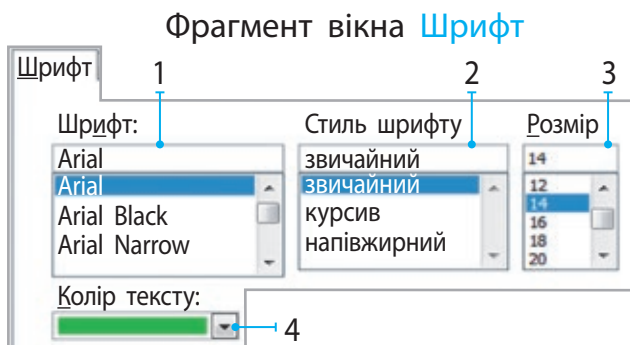 Фрагмент вікна Шрифт
Шрифт
1 2 3
Шрифт: Стиль шрифту Розмір
Arial звичайний 14
Arial звичайний 12
14
Arial Black курсив 16
Arial Narrow напівжирний 18
20
Колір тексту:
4